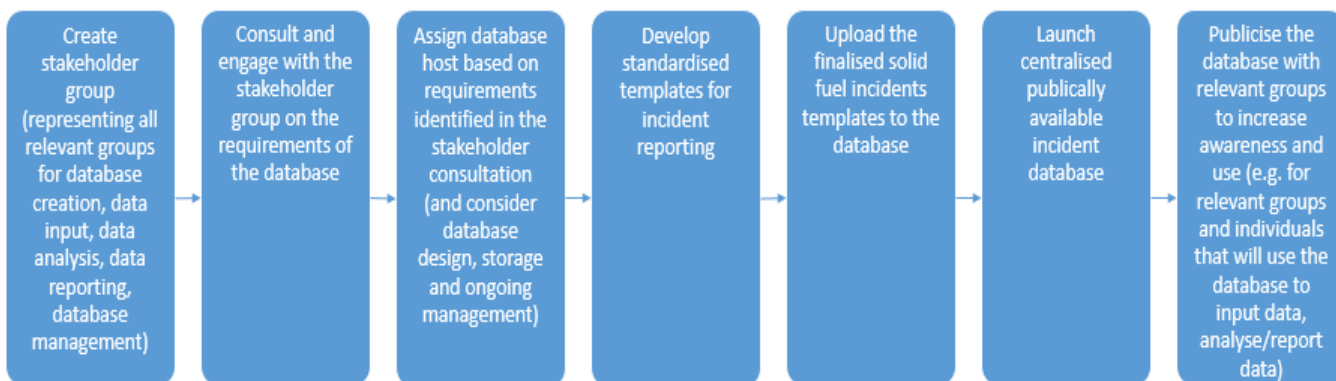 Create
stakeholder
group
(representing all
relevant groups
for database
creation, data
input, data
analysis, data
reporting,
database
management)
Consult and
engage with the
stakeholder
group on the
requirements of
the database
Assign database
host based on
requirements
identified in the
stakeholder
consultation
(and consider
database
design, storage
and ongoing
management)
Develop
standardised
templates for
incident
reporting
Upload the
finalised solid
fuel incidents
templates to the
database
Launch
centralised
publically
available
incident
database
Publicise the
database with
relevant groups
to increase
awareness and
use (e.g. for
relevant groups
and individuals
that will use the
database to
input data,
analyse/report
data)